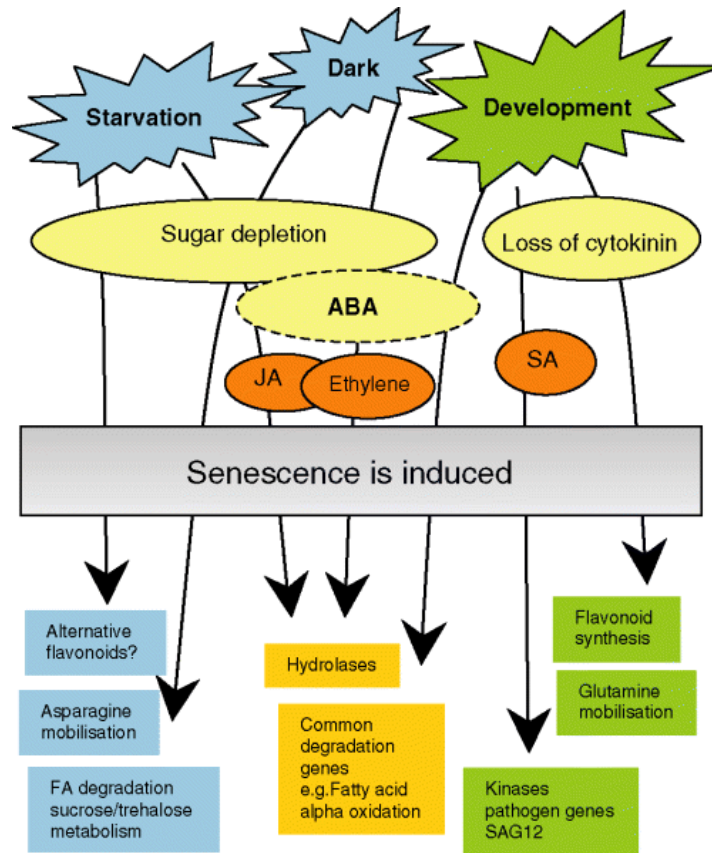 Dark
Starvation
Development
Sugar depletion
Loss of cytokinin
ABA
JA
Ethylene
SA
Senescence is induced
Alternative
flavonoids?
Asparagine
mobilisation
FA degradation
sucrose/trehalose
metabolism
Hydrolases
Common
degradation
genes
e.g.Fatty acid
alpha oxidation
Flavonoid
synthesis
Glutamine
mobilisation
Kinases
pathogen genes
SAG12